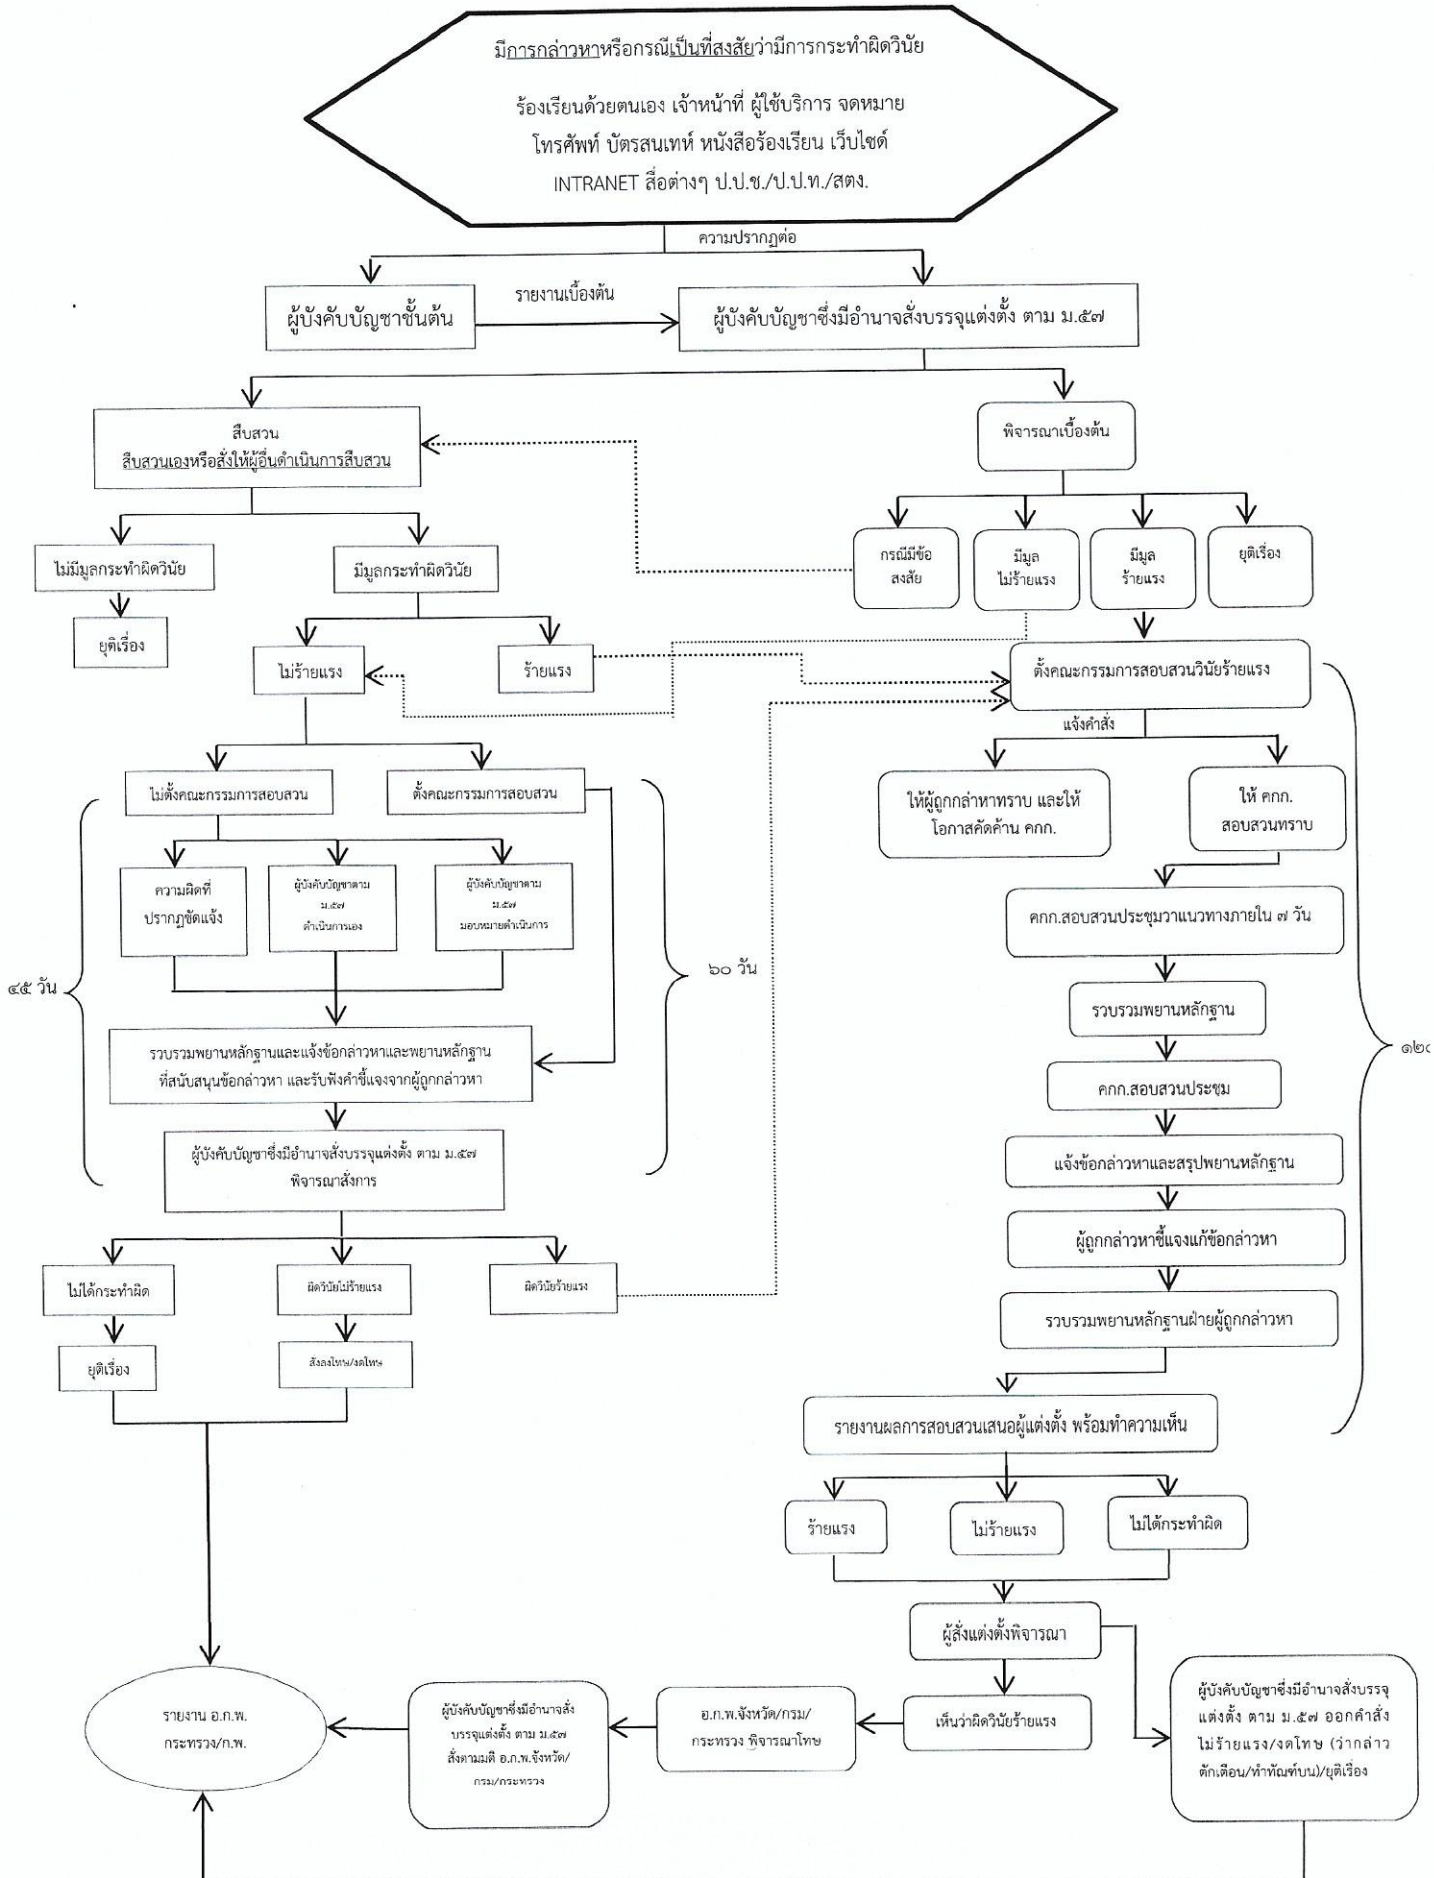 มีการกล่าวหาหรือกรณีเป็นที่สงสัยว่ามีการกระทำผิดวินัย
ร้องเรียนด้วยตนเอง เจ้าหน้าที่ ผู้ใช้บริการ จดหมาย
โทรศัพท์ บัตรสนเท่ห์ หนังสือร้องเรียน เว็บไซด์
INTRANET สื่อต่างๆ ป.ป.ช./ป.ป.ท./สตง.
ความปรากฏต่อ
ผู้บังคับบัญชาชั้นต้น
รายงานเบื้องต้น
ผู้บังคับบัญชาซึ่งมีอำนาจสั่งบรรจุแต่งตั้ง ตาม ม.๕๗
สืบสวน
สืบสวนเองหรือสั่งให้ผู้อื่นดำเนินการสืบสวน
พิจารณาเบื้องต้น
ไม่มีมูลกระทำผิดวินัย
มีมูลกระทำผิดวินัย
กรณีมีข้อ
สงสัย
มีมูล
ไม่ร้ายแรง
มีมูล
ร้ายแรง
ยุติเรื่อง
ยุติเรื่อง
ไม่ร้ายแรง
ร้ายแรง
ตั้งคณะกรรมการสอบสวนวินัยร้ายแรง
แจ้งคำสั่ง
ไม่ตั้งคณะกรรมการสอบสวน
ตั้งคณะกรรมการสอบสวน
ให้ผู้ถูกกล่าหาทราบ และให้
โอกาสคัดค้าน คกก.
ให้ คกก.
สอบสวนทราบ
ความผิดที่
ปรากฏชัดแจ้ง
ผู้บังคับบัญชาตาม
ม.๕๗
ดำเนินการเอง
ผู้บังคับบัญชาตาม
ม.๕๗
มอบหมายดำเนินการ
คกก.สอบสวนประชุมวาแนวทางภายใน ๗ วัน
๔๕ วัน
๖๐ วัน
รวบรวมพยานหลักฐาน
รวบรวมพยานหลักฐานและแจ้งข้อกล่าวหาและพยานหลักฐาน
ที่สนับสนุนข้อกล่าวหา และรับฟังคำชี้แจงจากผู้ถูกกล่าวหา
๑๒๐
คกก.สอบสวนประชุม
ผู้บังคับบัญชาซึ่งมีอำนาจสั่งบรรจุแต่งตั้ง ตาม ม.๕๗
พิจารณาสั่งการ
แจ้งข้อกล่าวหาและสรุปพยานหลักฐาน
ผู้ถูกกล่าวหาชี้แจงแก้ข้อกล่าวหา
ไม่ได้กระทำผิด
ผิดวินัยไม่ร้ายแรง
ผิดวินัยร้ายแรง
รวบรวมพยานหลักฐานฝ่ายผู้ถูกกล่าวหา
ยุติเรื่อง
สั่งลงโทษ/งดโทษ
รายงานผลการสอบสวนเสนอผู้แต่งตั้ง พร้อมทำความเห็น
ร้ายแรง
ไม่ร้ายแรง
ไม่ได้กระทำผิด
ผู้สั่งแต่งตั้งพิจารณา
รายงาน อ.ก.พ.
กระทรวง/ก.พ.
ผู้บังคับบัญชาซึ่งมีอำนาจสั่ง
บรรจุแต่งตั้ง ตาม ม.๕๗
สั่งตามมติ อ.ก.พ.จังหวัด/
กรม/กระทรวง
อ.ก.พ.จังหวัด/กรม/
กระทรวง พิจารณาโทษ
เห็นว่าผิดวินัยร้ายแรง
ผู้บังคับบัญชาซึ่งมีอำนาจสั่งบรรจุ
แต่งตั้ง ตาม ม.๕๗ ออกคำสั่ง
ไม่ร้ายแรง/งดโทษ (ว่ากล่าว
ตักเตือน/ทำทัณฑ์บน)/ยุติเรื่อง